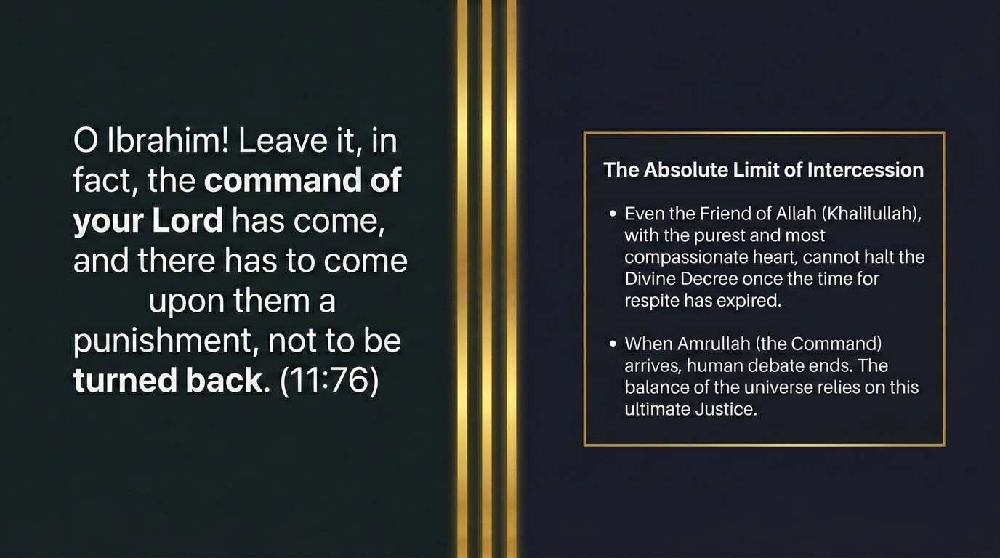 O Ibrahim! Leave it, in
fact, the command of
your Lord has come,
and there has to come
upon them a
punishment, not to be
turned back. (11:76)
The Absolute Limit of Intercession
• Even the Friend of Allah (Khalilullah),
with the purest and most
compassionate heart, cannot halt the
Divine Decree once the time for
respite has expired.
• When Amrullah (the Command)
arrives, human debate ends. The
balance of the universe relies on this
ultimate Justice.